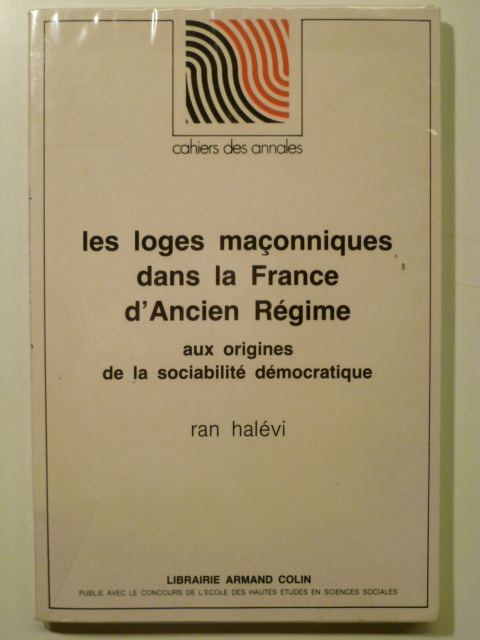 cahiers des annales
les loges maçonniques
dans la France
d'Ancien Régime
aux origines
de la sociabilité démocratique
ran halévi
LIBRAIRIE ARMAND COLIN
PUBLIE AVEC LE CONCOURS DE L'ECOLE DES HAUTES ETUDES EN SCIENCES SOCIALES